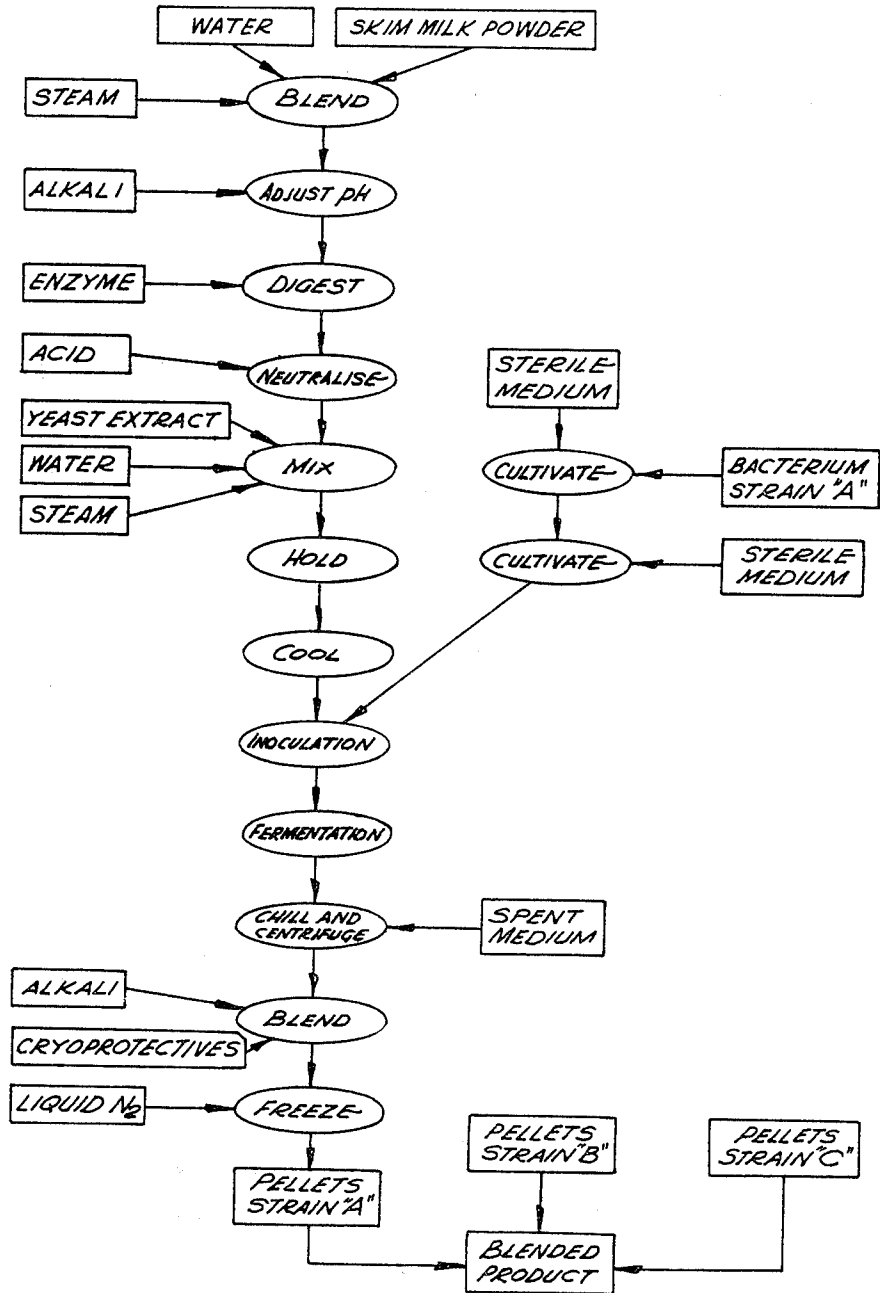 WATER
SKIM MILK POWDER
STEAM
BLEND
ALKALI
ADJUST pH
ENZYME
DIGEST
ACID
NEUTRALISE
STERILE
MEDIUM
YEAST EXTRACT
WATER
MIX
STEAM
CULTIVATE
BACTERIUM
STRAIN "A"
HOLD
CULTIVATE
STERILE
MEDIUM
COOL
INOCULATION
FERMENTATION
CHILL AND
CENTRIFUGE
SPENT
MEDIUM
ALKALI
BLEND
CRYOPROTECTIVES
LIQUID N2
FREEZE
PELLETS
STRAIN "A"
PELLETS
STRAIN "B"
PELLETS
STRAIN "C"
BLENDED
PRODUCT